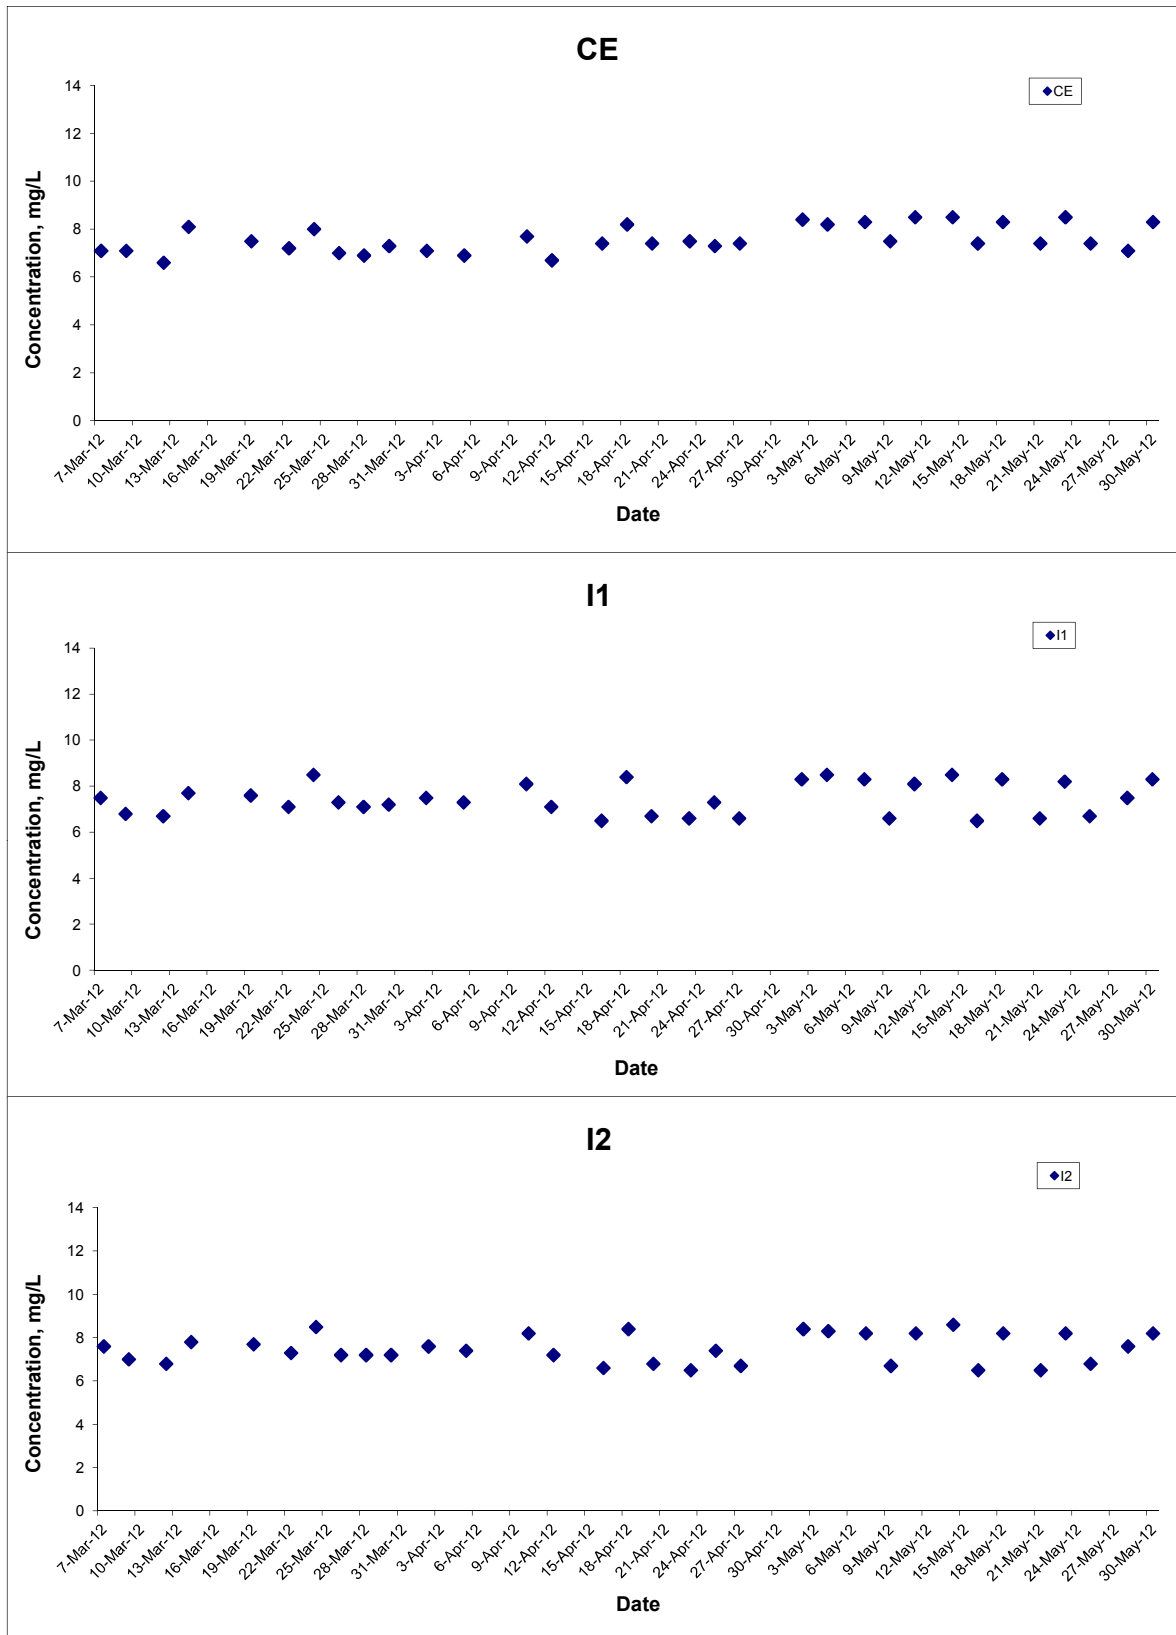 CE
CE
Concentration, mg/L
14
12
10
8
6
4
2
0
7-Mar-12
10-Mar-12
13-Mar-12
16-Mar-12
19-Mar-12
22-Mar-12
25-Mar-12
28-Mar-12
31-Mar-12
3-Apr-12
6-Apr-12
9-Apr-12
12-Apr-12
15-Apr-12
18-Apr-12
21-Apr-12
24-Apr-12
27-Apr-12
30-Apr-12
3-May-12
6-May-12
9-May-12
12-May-12
15-May-12
18-May-12
21-May-12
24-May-12
27-May-12
30-May-12
Date
I1
I1
Concentration, mg/L
14
12
10
8
6
4
2
0
7-Mar-12
10-Mar-12
13-Mar-12
16-Mar-12
19-Mar-12
22-Mar-12
25-Mar-12
28-Mar-12
31-Mar-12
3-Apr-12
6-Apr-12
9-Apr-12
12-Apr-12
15-Apr-12
18-Apr-12
21-Apr-12
24-Apr-12
27-Apr-12
30-Apr-12
3-May-12
6-May-12
9-May-12
12-May-12
15-May-12
18-May-12
21-May-12
24-May-12
27-May-12
30-May-12
Date
I2
I2
Concentration, mg/L
14
12
10
8
6
4
2
0
7-Mar-12
10-Mar-12
13-Mar-12
16-Mar-12
19-Mar-12
22-Mar-12
25-Mar-12
28-Mar-12
31-Mar-12
3-Apr-12
6-Apr-12
9-Apr-12
12-Apr-12
15-Apr-12
18-Apr-12
21-Apr-12
24-Apr-12
27-Apr-12
30-Apr-12
3-May-12
6-May-12
9-May-12
12-May-12
15-May-12
18-May-12
21-May-12
24-May-12
27-May-12
30-May-12
Date